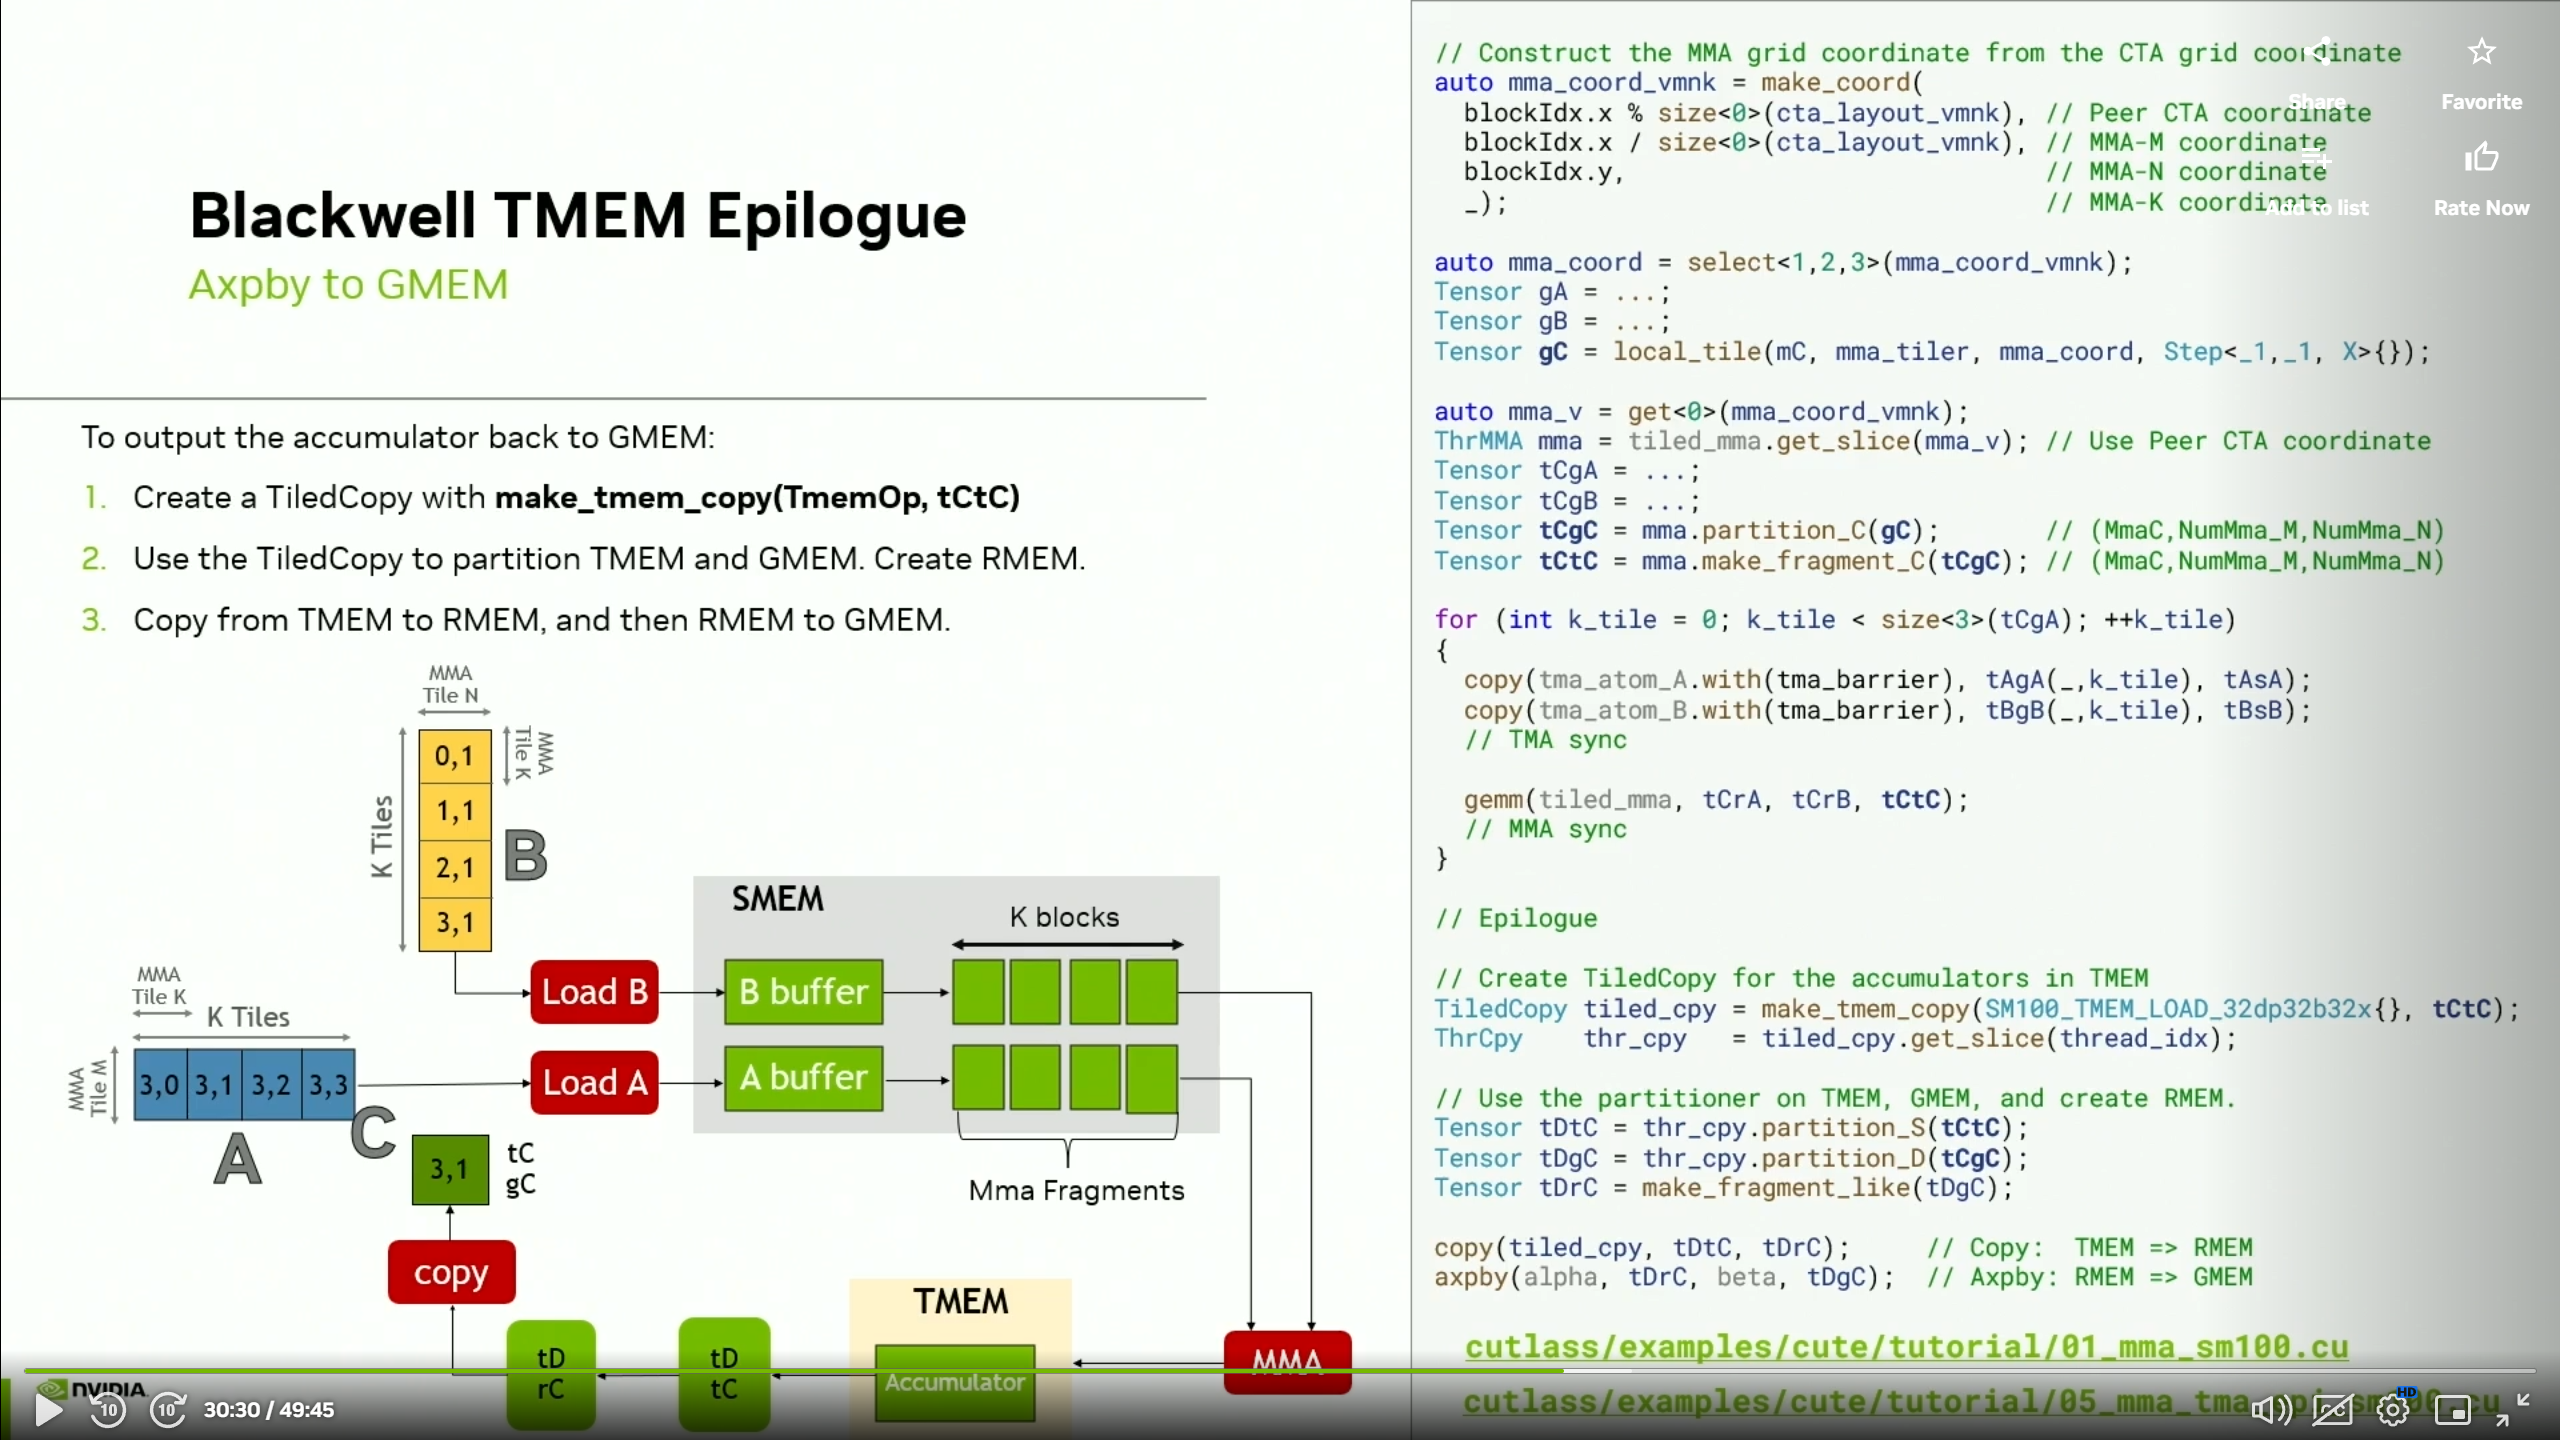 Blackwell TMEM Epilogue
Axpby to GMEM
To output the accumulator back to GMEM:
1. Create a TiledCopy with make_tmem_copy(TmemOp, tCtC)
2. Use the TiledCopy to partition TMEM and GMEM. Create RMEM.
3. Copy from TMEM to RMEM, and then RMEM to GMEM.
MMA
Tile N
0,1
1,1
2,1
3,1
MMA
Tile K
K Tiles
B
MMA
Tile K
K Tiles
MMA
Tile M
3,0 3,1 3,2 3,3
A
C
3,1
tC
gC
copy
Load B
Load A
SMEM
K blocks
B buffer
A buffer
Mma Fragments
TMEM
Accumulator
MMA
tD
tC
tD
rC
NVIDIA
10 10 30:30 / 49:45
// Construct the MMA grid coordinate from the CTA grid coordinate
auto mma_coord_vmnk = make_coord(
  blockIdx.x % size<0>(cta_layout_vmnk), // Peer CTA coordinate
  blockIdx.x / size<0>(cta_layout_vmnk), // MMA-M coordinate
  blockIdx.y,                            // MMA-N coordinate
  _);                                    // MMA-K coordinate
auto mma_coord = select<1,2,3>(mma_coord_vmnk);
Tensor gA = ...;
Tensor gB = ...;
Tensor gC = local_tile(mC, mma_tiler, mma_coord, Step<_1,_1, X>{});
auto mma_v = get<0>(mma_coord_vmnk);
ThrMMA mma = tiled_mma.get_slice(mma_v); // Use Peer CTA coordinate
Tensor tCgA = ...;
Tensor tCgB = ...;
Tensor tCgC = mma.partition_C(gC);       // (MmaC,NumMma_M,NumMma_N)
Tensor tCtC = mma.make_fragment_C(tCgC); // (MmaC,NumMma_M,NumMma_N)
for (int k_tile = 0; k_tile < size<3>(tCgA); ++k_tile)
{
  copy(tma_atom_A.with(tma_barrier), tAgA(_,k_tile), tAsA);
  copy(tma_atom_B.with(tma_barrier), tBgB(_,k_tile), tBsB);
  // TMA sync
  gemm(tiled_mma, tCrA, tCrB, tCtC);
  // MMA sync
}
// Epilogue
// Create TiledCopy for the accumulators in TMEM
TiledCopy tiled_cpy = make_tmem_copy(SM100_TMEM_LOAD_32dp32b32x{}, tCtC);
ThrCpy    thr_cpy   = tiled_cpy.get_slice(thread_idx);
// Use the partitioner on TMEM, GMEM, and create RMEM.
Tensor tDtC = thr_cpy.partition_S(tCtC);
Tensor tDgC = thr_cpy.partition_D(tCgC);
Tensor tDrC = make_fragment_like(tDgC);
copy(tiled_cpy, tDtC, tDrC);     // Copy:  TMEM => RMEM
axpby(alpha, tDrC, beta, tDgC);  // Axpby: RMEM => GMEM
cutlass/examples/cute/tutorial/01_mma_sm100.cu
Share
Favorite
Add to list
Rate Now
CC
HD